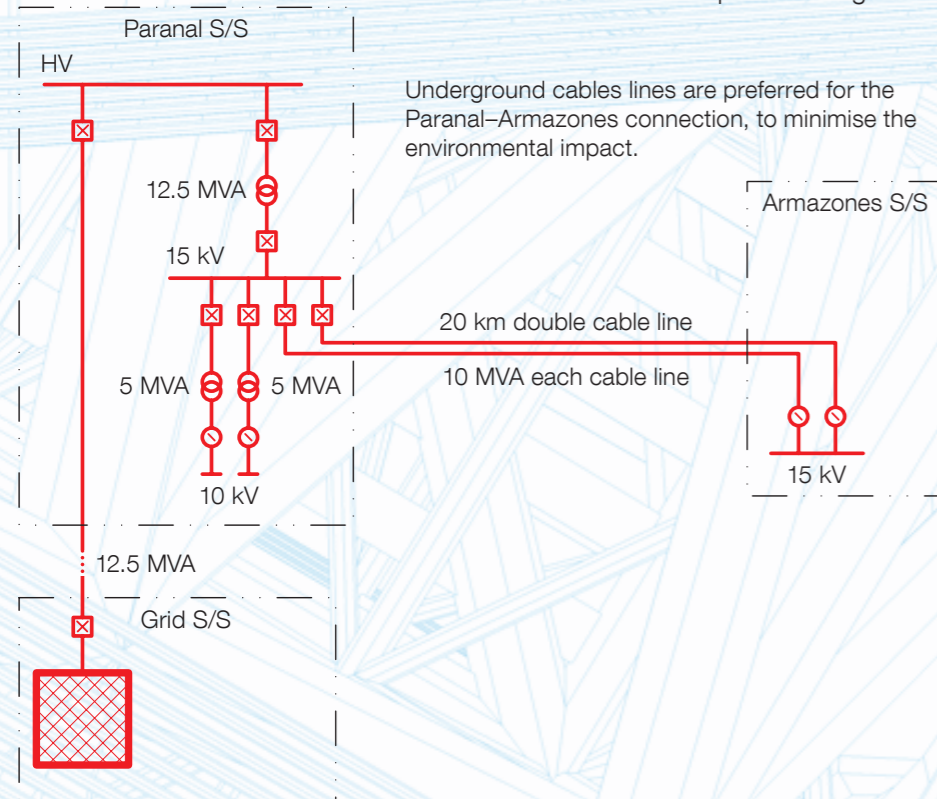 Paranal S/S
HV
Underground cables lines are preferred for the
Paranal–Armazones connection, to minimise the
environmental impact.
12.5 MVA
Armazones S/S
15 kV
20 km double cable line
5 MVA
5 MVA
10 MVA each cable line
15 kV
10 kV
12.5 MVA
Grid S/S